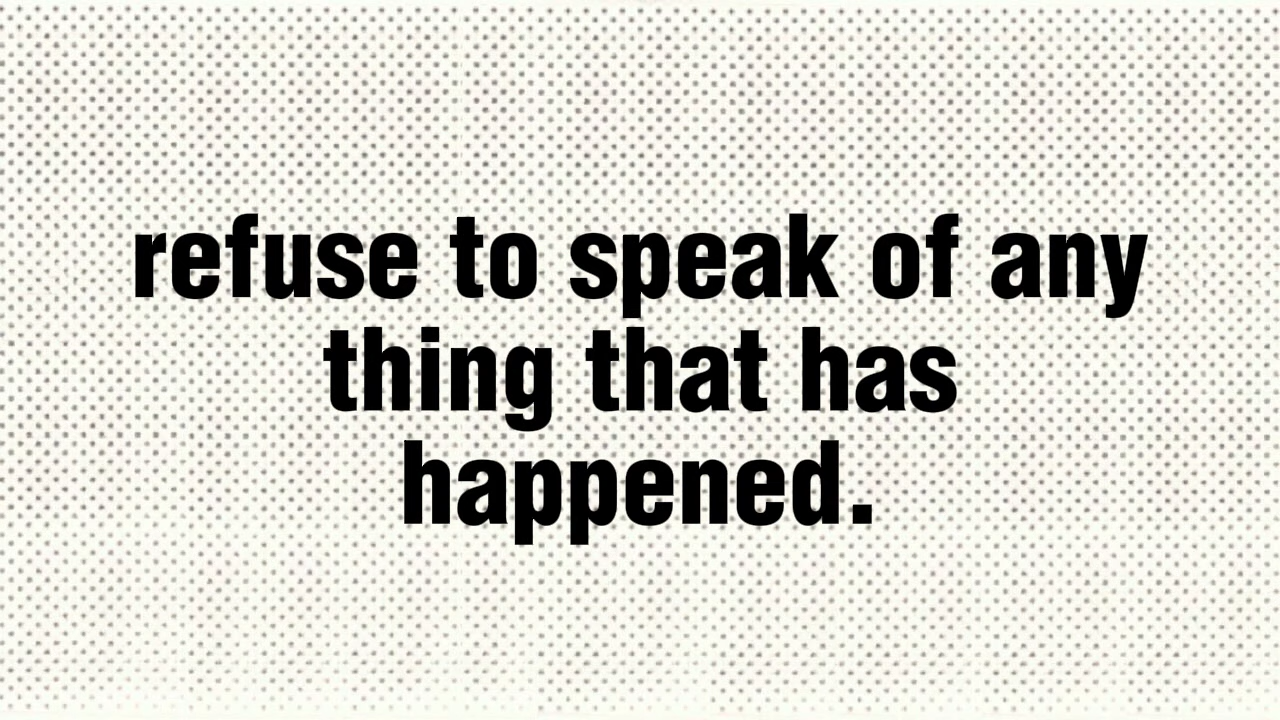 refuse to speak of any
thing that has
happened.